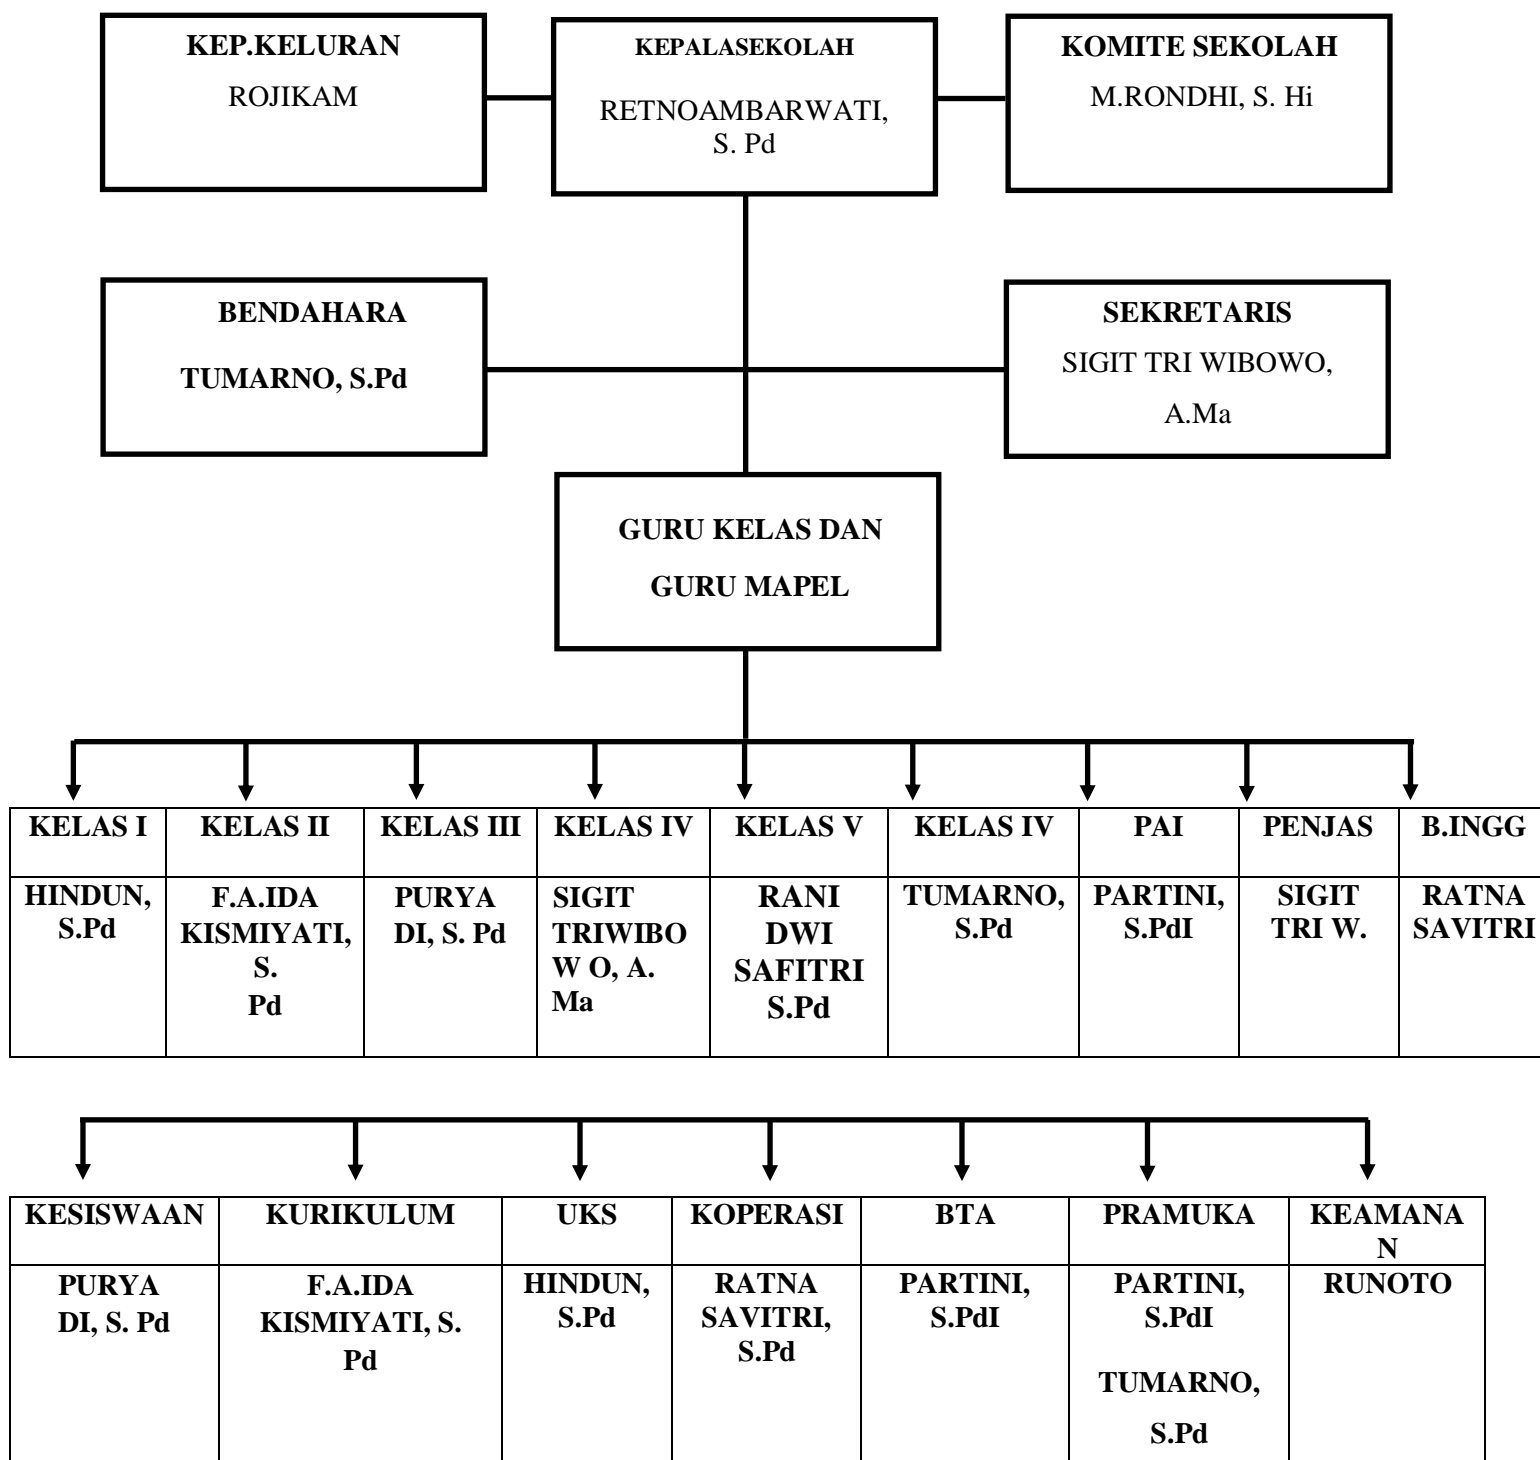 KEP.KELURAN
ROJIKAM
KEPALASEKOLAH
RETNOAMBARWATI,
S. Pd
KOMITE SEKOLAH
M.RONDHI, S. Hi
BENDAHARA
TUMARNO, S.Pd
SEKRETARIS
SIGIT TRI WIBOWO,
A.Ma
GURU KELAS DAN
GURU MAPEL
KELAS I
KELAS II
KELAS III
KELAS IV
KELAS V
KELAS IV
PAI
PENJAS
B.INGG
HINDUN,
S.Pd
F.A.IDA
KISMIYATI,
S.
Pd
PURYA
DI, S. Pd
SIGIT
TRIWIBO
W O, A.
Ma
RANI
DWI
SAFITRI
S.Pd
TUMARNO,
S.Pd
PARTINI,
S.PdI
SIGIT
TRI W.
RATNA
SAVITRI
KESISWAAN
KURIKULUM
UKS
KOPERASI
BTA
PRAMUKA
KEAMANA
N
PURYA
DI, S. Pd
F.A.IDA
KISMIYATI, S.
Pd
HINDUN,
S.Pd
RATNA
SAVITRI,
S.Pd
PARTINI,
S.PdI
PARTINI,
S.PdI
TUMARNO,
S.Pd
RUNOTO